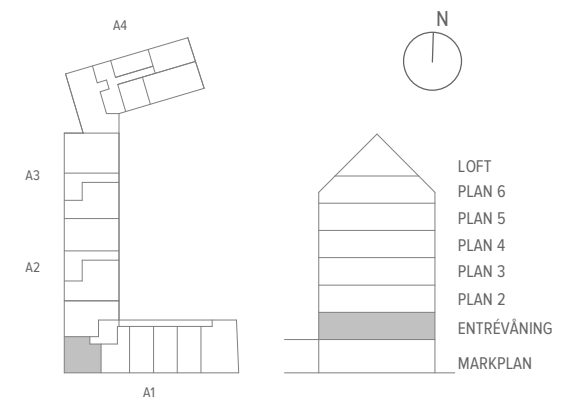 A4
N
A3
A2
A1
LOFT
PLAN 6
PLAN 5
PLAN 4
PLAN 3
PLAN 2
ENTRÉVÅNING
MARKPLAN